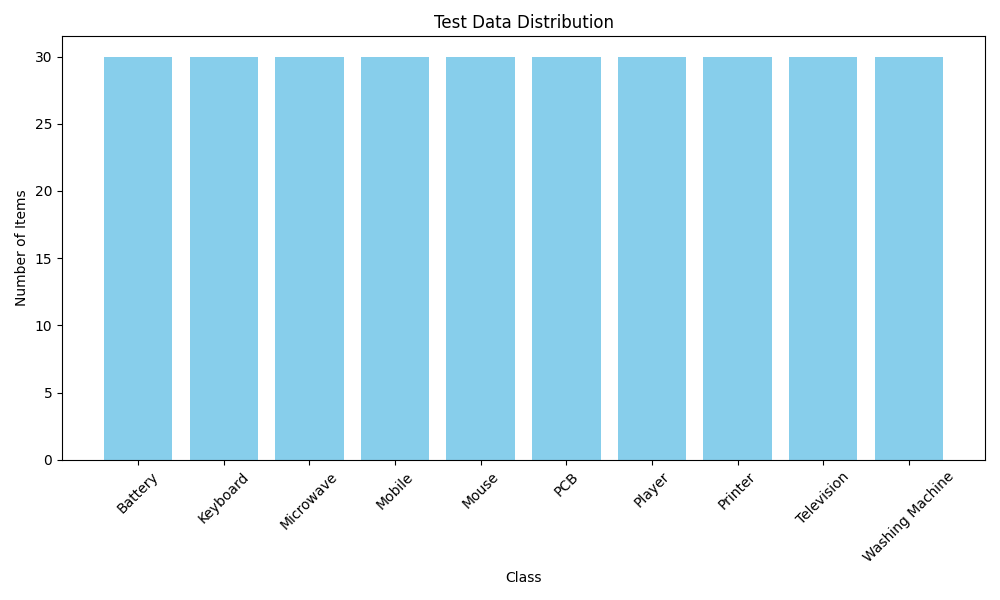 Test Data Distribution
Number of Items
30
25
20
15
10
5
0
Battery
Keyboard
Microwave
Mobile
Mouse
PCB
Player
Printer
Television
Washing Machine
Class